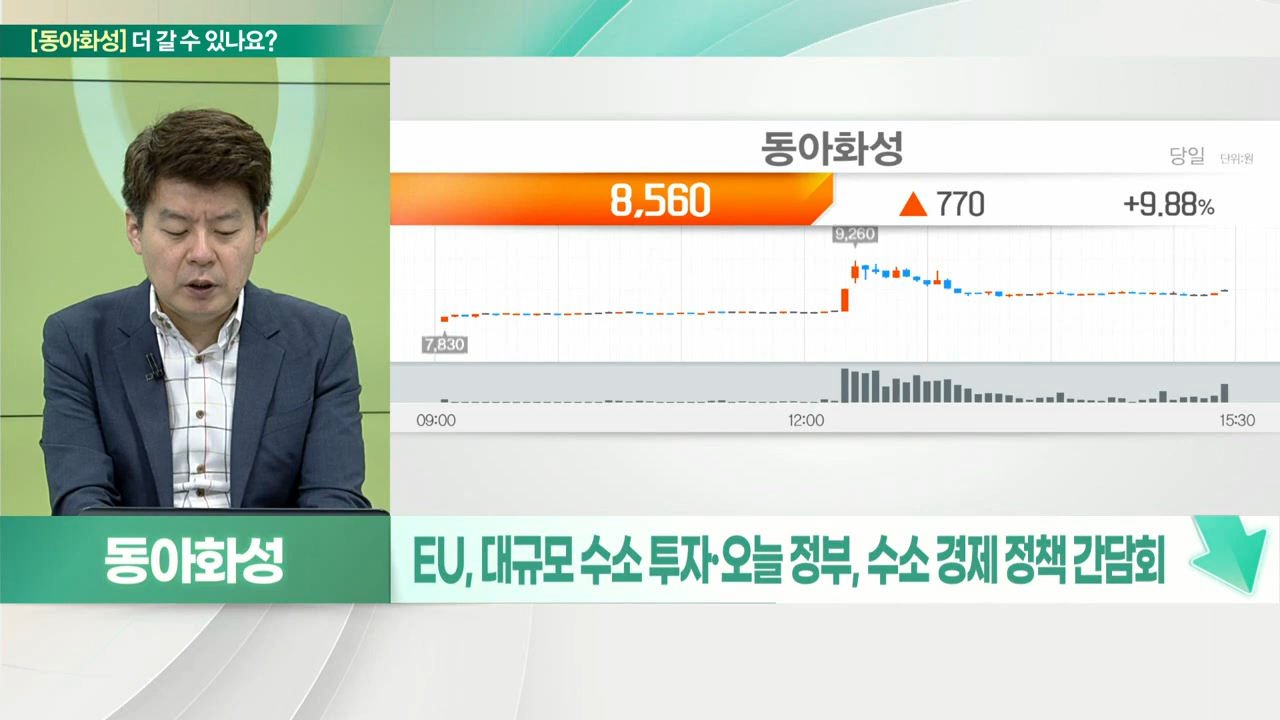 [동아화성] 더 갈 수 있나요?
동아화성
당일 단위:원
8,560 ▲ 770 +9.88%
9,260
7,830
09:00 12:00 15:30
동아화성
EU, 대규모 수소 투자·오늘 정부, 수소 경제 정책 간담회